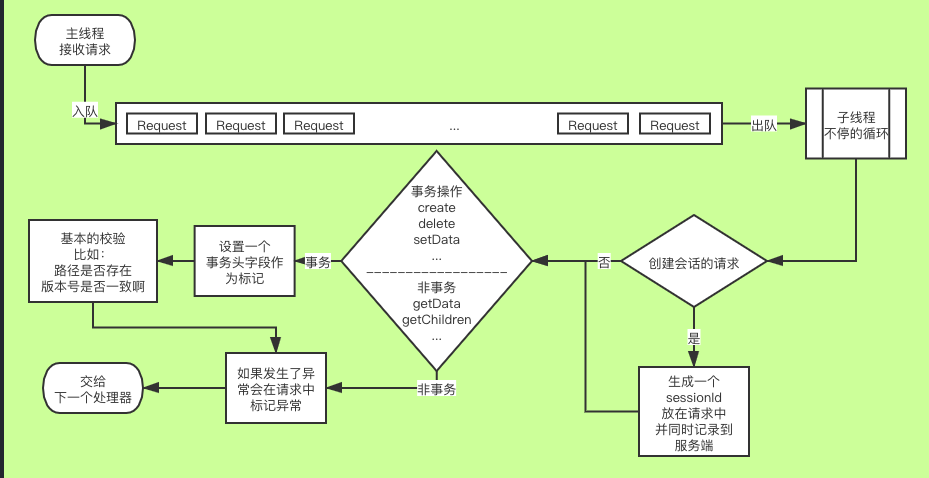 主线程
接收请求
入队
Request
Request
Request
...
Request
Request
出队
子线程
不停的循环
创建会话的请求
是
否
生成一个
sessionId
放在请求中
并同时记录到
服务端
事务操作
create
delete
setData
...
------------------
非事务
getData
getChildren
...
事务
非事务
设置一个
事务头字段作
为标记
基本的校验
比如：
路径是否存在
版本号是否一致啊
如果发生了异
常会在请求中
标记异常
交给
下一个处理器